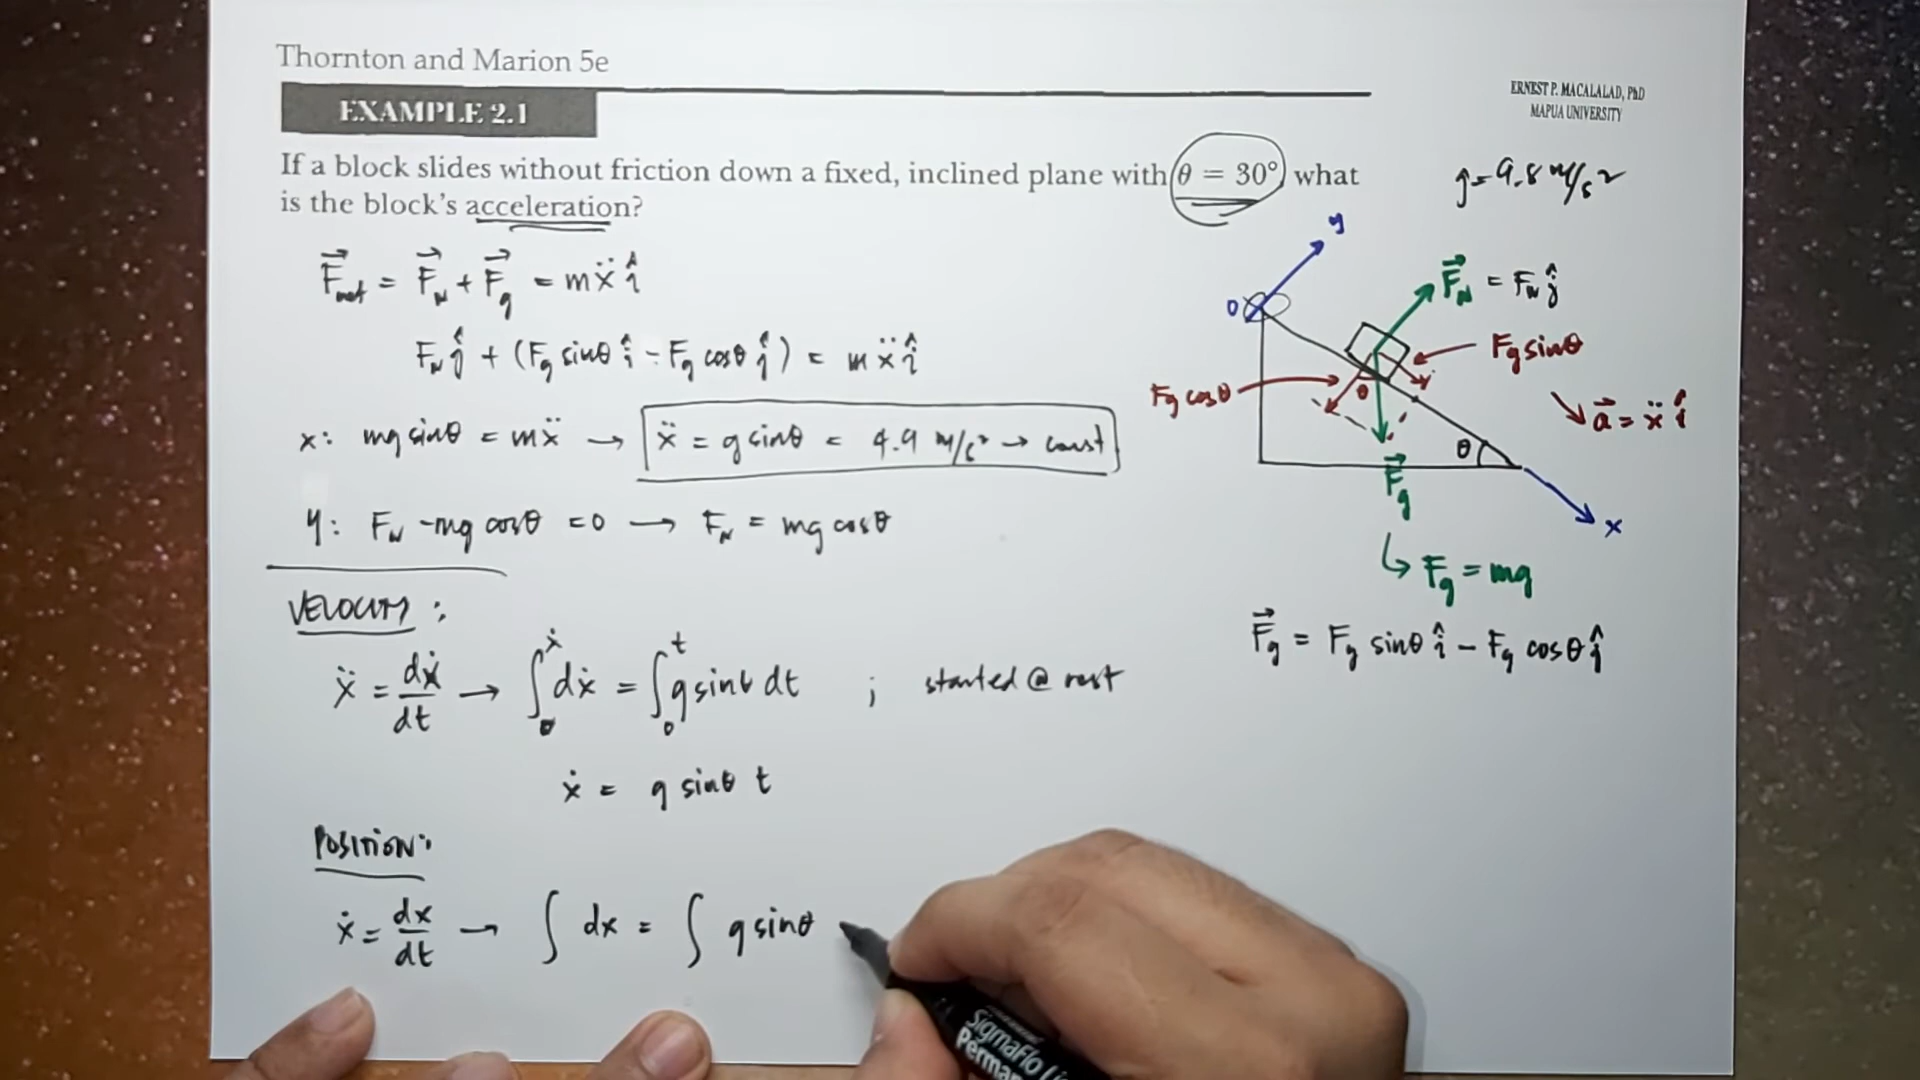 Thornton and Marion 5e
ERNEST P. MACALALAD, PhD
MAPUA UNIVERSITY
EXAMPLE 2.1
If a block slides without friction down a fixed, inclined plane with θ = 30° what
is the block's acceleration?
g = 9.8 m/s²
F⃗net = F⃗N + F⃗g = mẍ î
FN ĵ + (Fg sinθ î − Fg cosθ ĵ) = mẍ î
x: mg sinθ = mẍ → ẍ = g sinθ = 4.9 m/s² → const
y: FN − mg cosθ = 0 → FN = mg cosθ
y
O
F⃗N = FN ĵ
Fg sinθ
Fg cosθ
θ
a⃗ = ẍ î
θ
F⃗g
x
↳ Fg = mg
F⃗g = Fg sinθ î − Fg cosθ ĵ
VELOCITY:
ẍ = dẋ/dt → ∫₀^ẋ dẋ = ∫₀^t g sinθ dt ; started @ rest
ẋ = g sinθ t
POSITION:
ẋ = dx/dt → ∫ dx = ∫ g sinθ
SigmaFlo
Perma